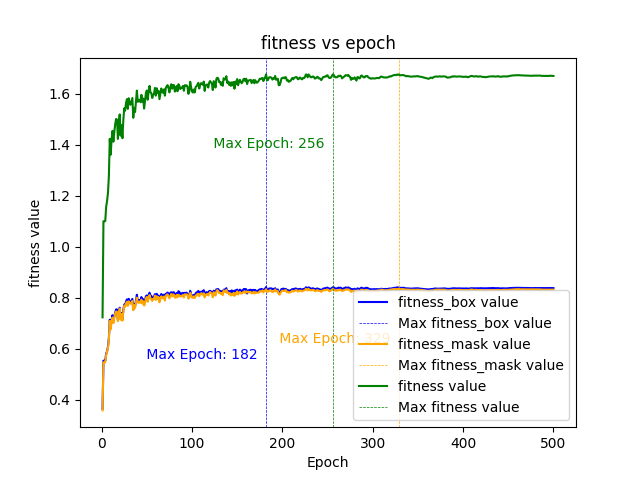 fitness vs epoch
fitness value
1.6
1.4
1.2
1.0
0.8
0.6
0.4
Max Epoch: 256
Max Epoch: 182
Max Epoch:
fitness_box value
Max fitness_box value
fitness_mask value
Max fitness_mask value
fitness value
Max fitness value
0
100
200
300
400
500
Epoch